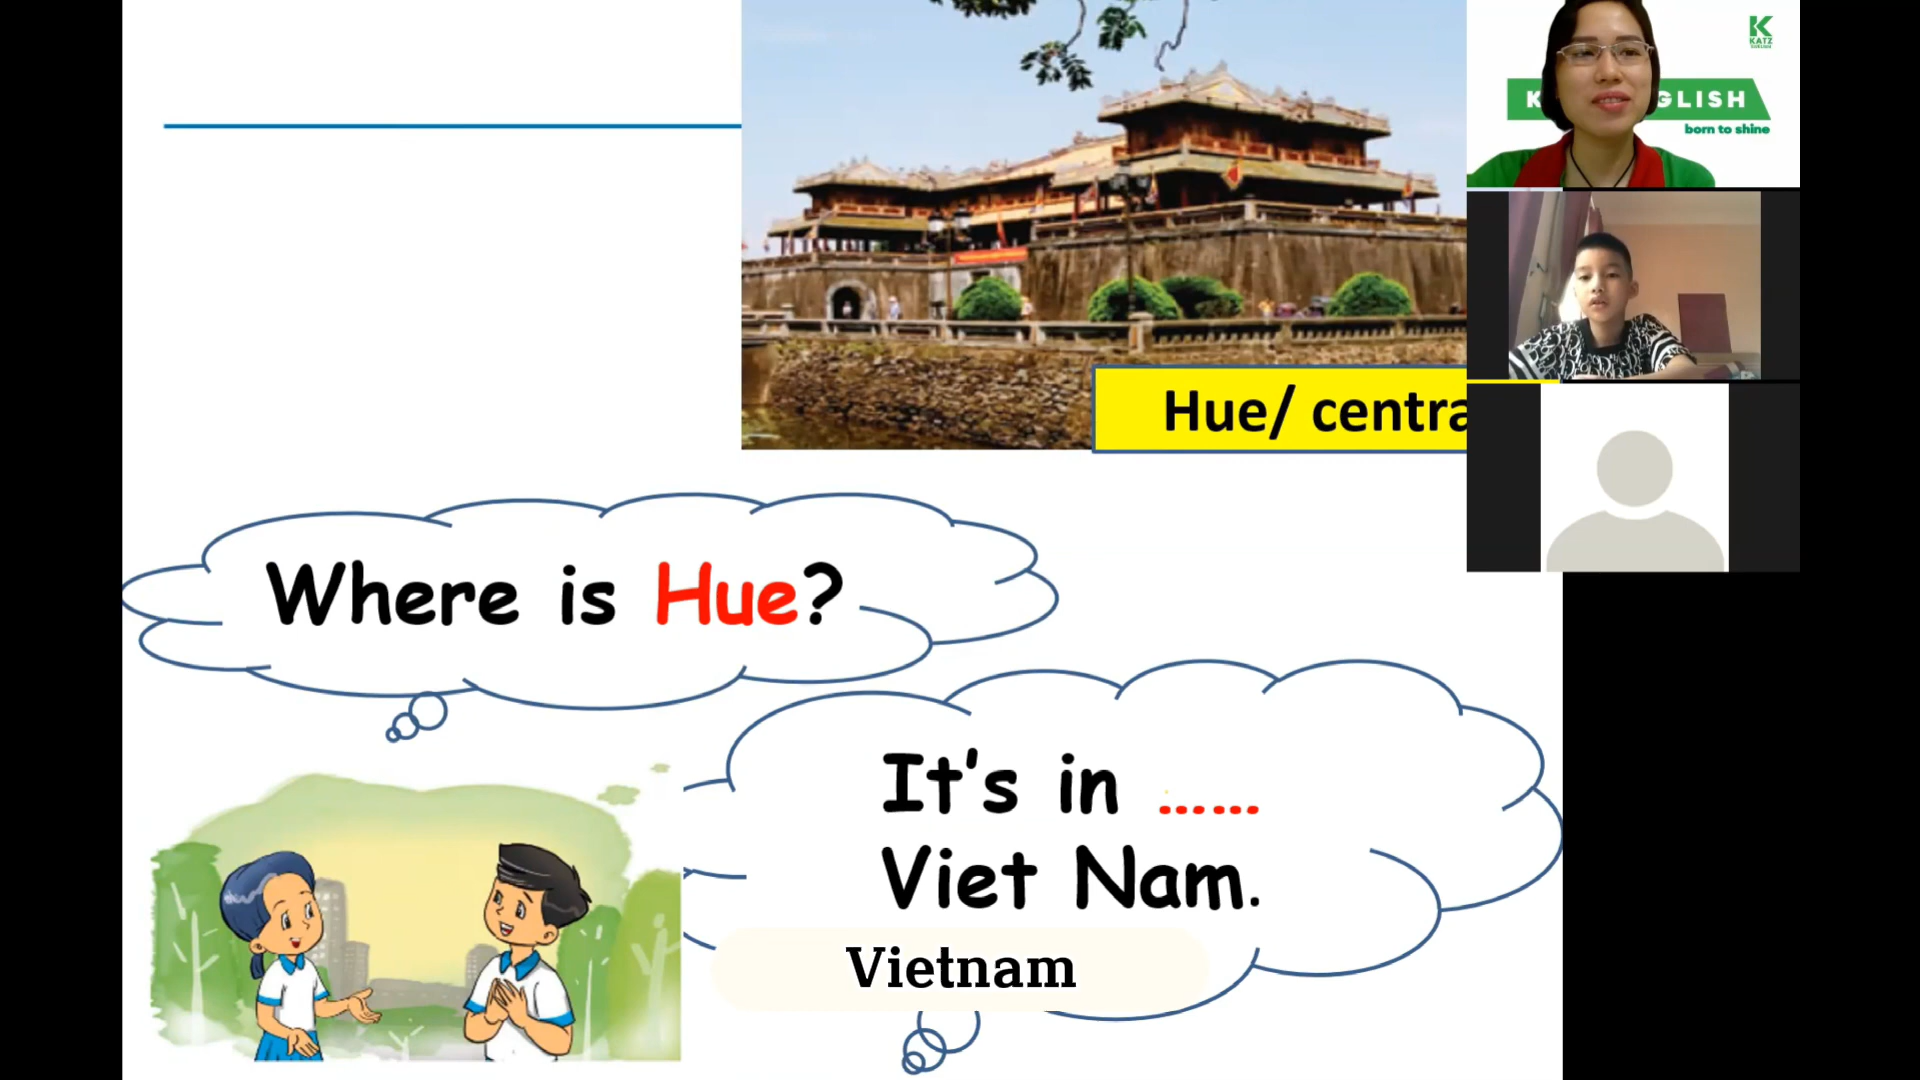 KATZ
GLISH
born to shine
Hue/ centra
Where is Hue?
It's in ......
Viet Nam.
Vietnam